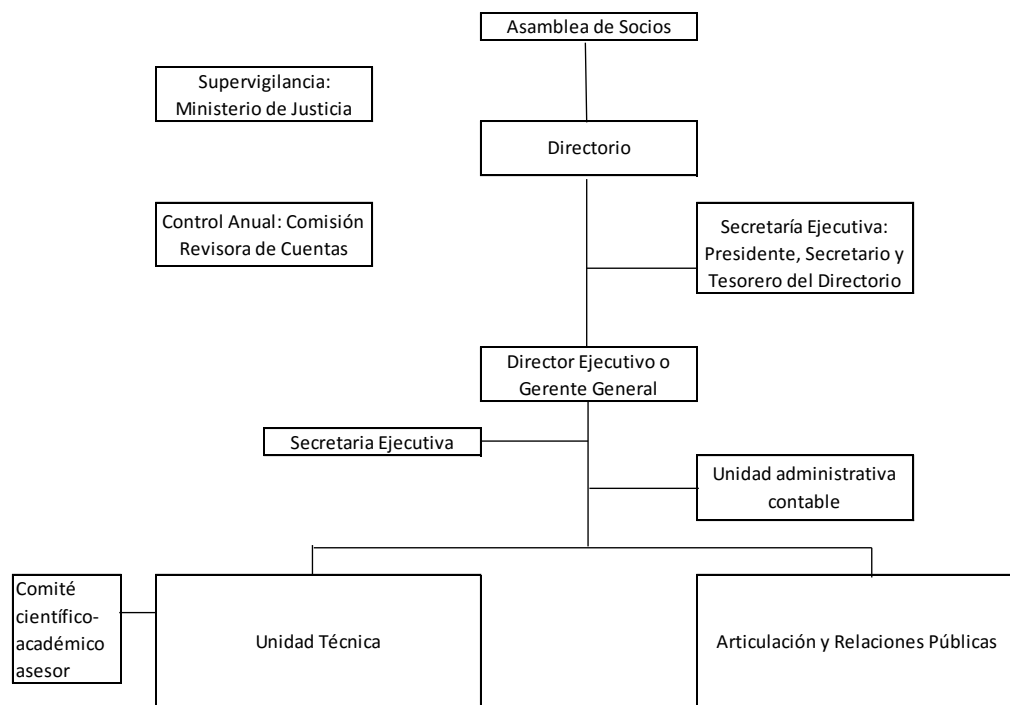 Asamblea de Socios
Supervigilancia:
Ministerio de Justicia
Directorio
Control Anual: Comisión
Revisora de Cuentas
Secretaría Ejecutiva:
Presidente, Secretario y
Tesorero del Directorio
Director Ejecutivo o
Gerente General
Secretaria Ejecutiva
Unidad administrativa
contable
Comité
científico-
académico
asesor
Unidad Técnica
Articulación y Relaciones Públicas